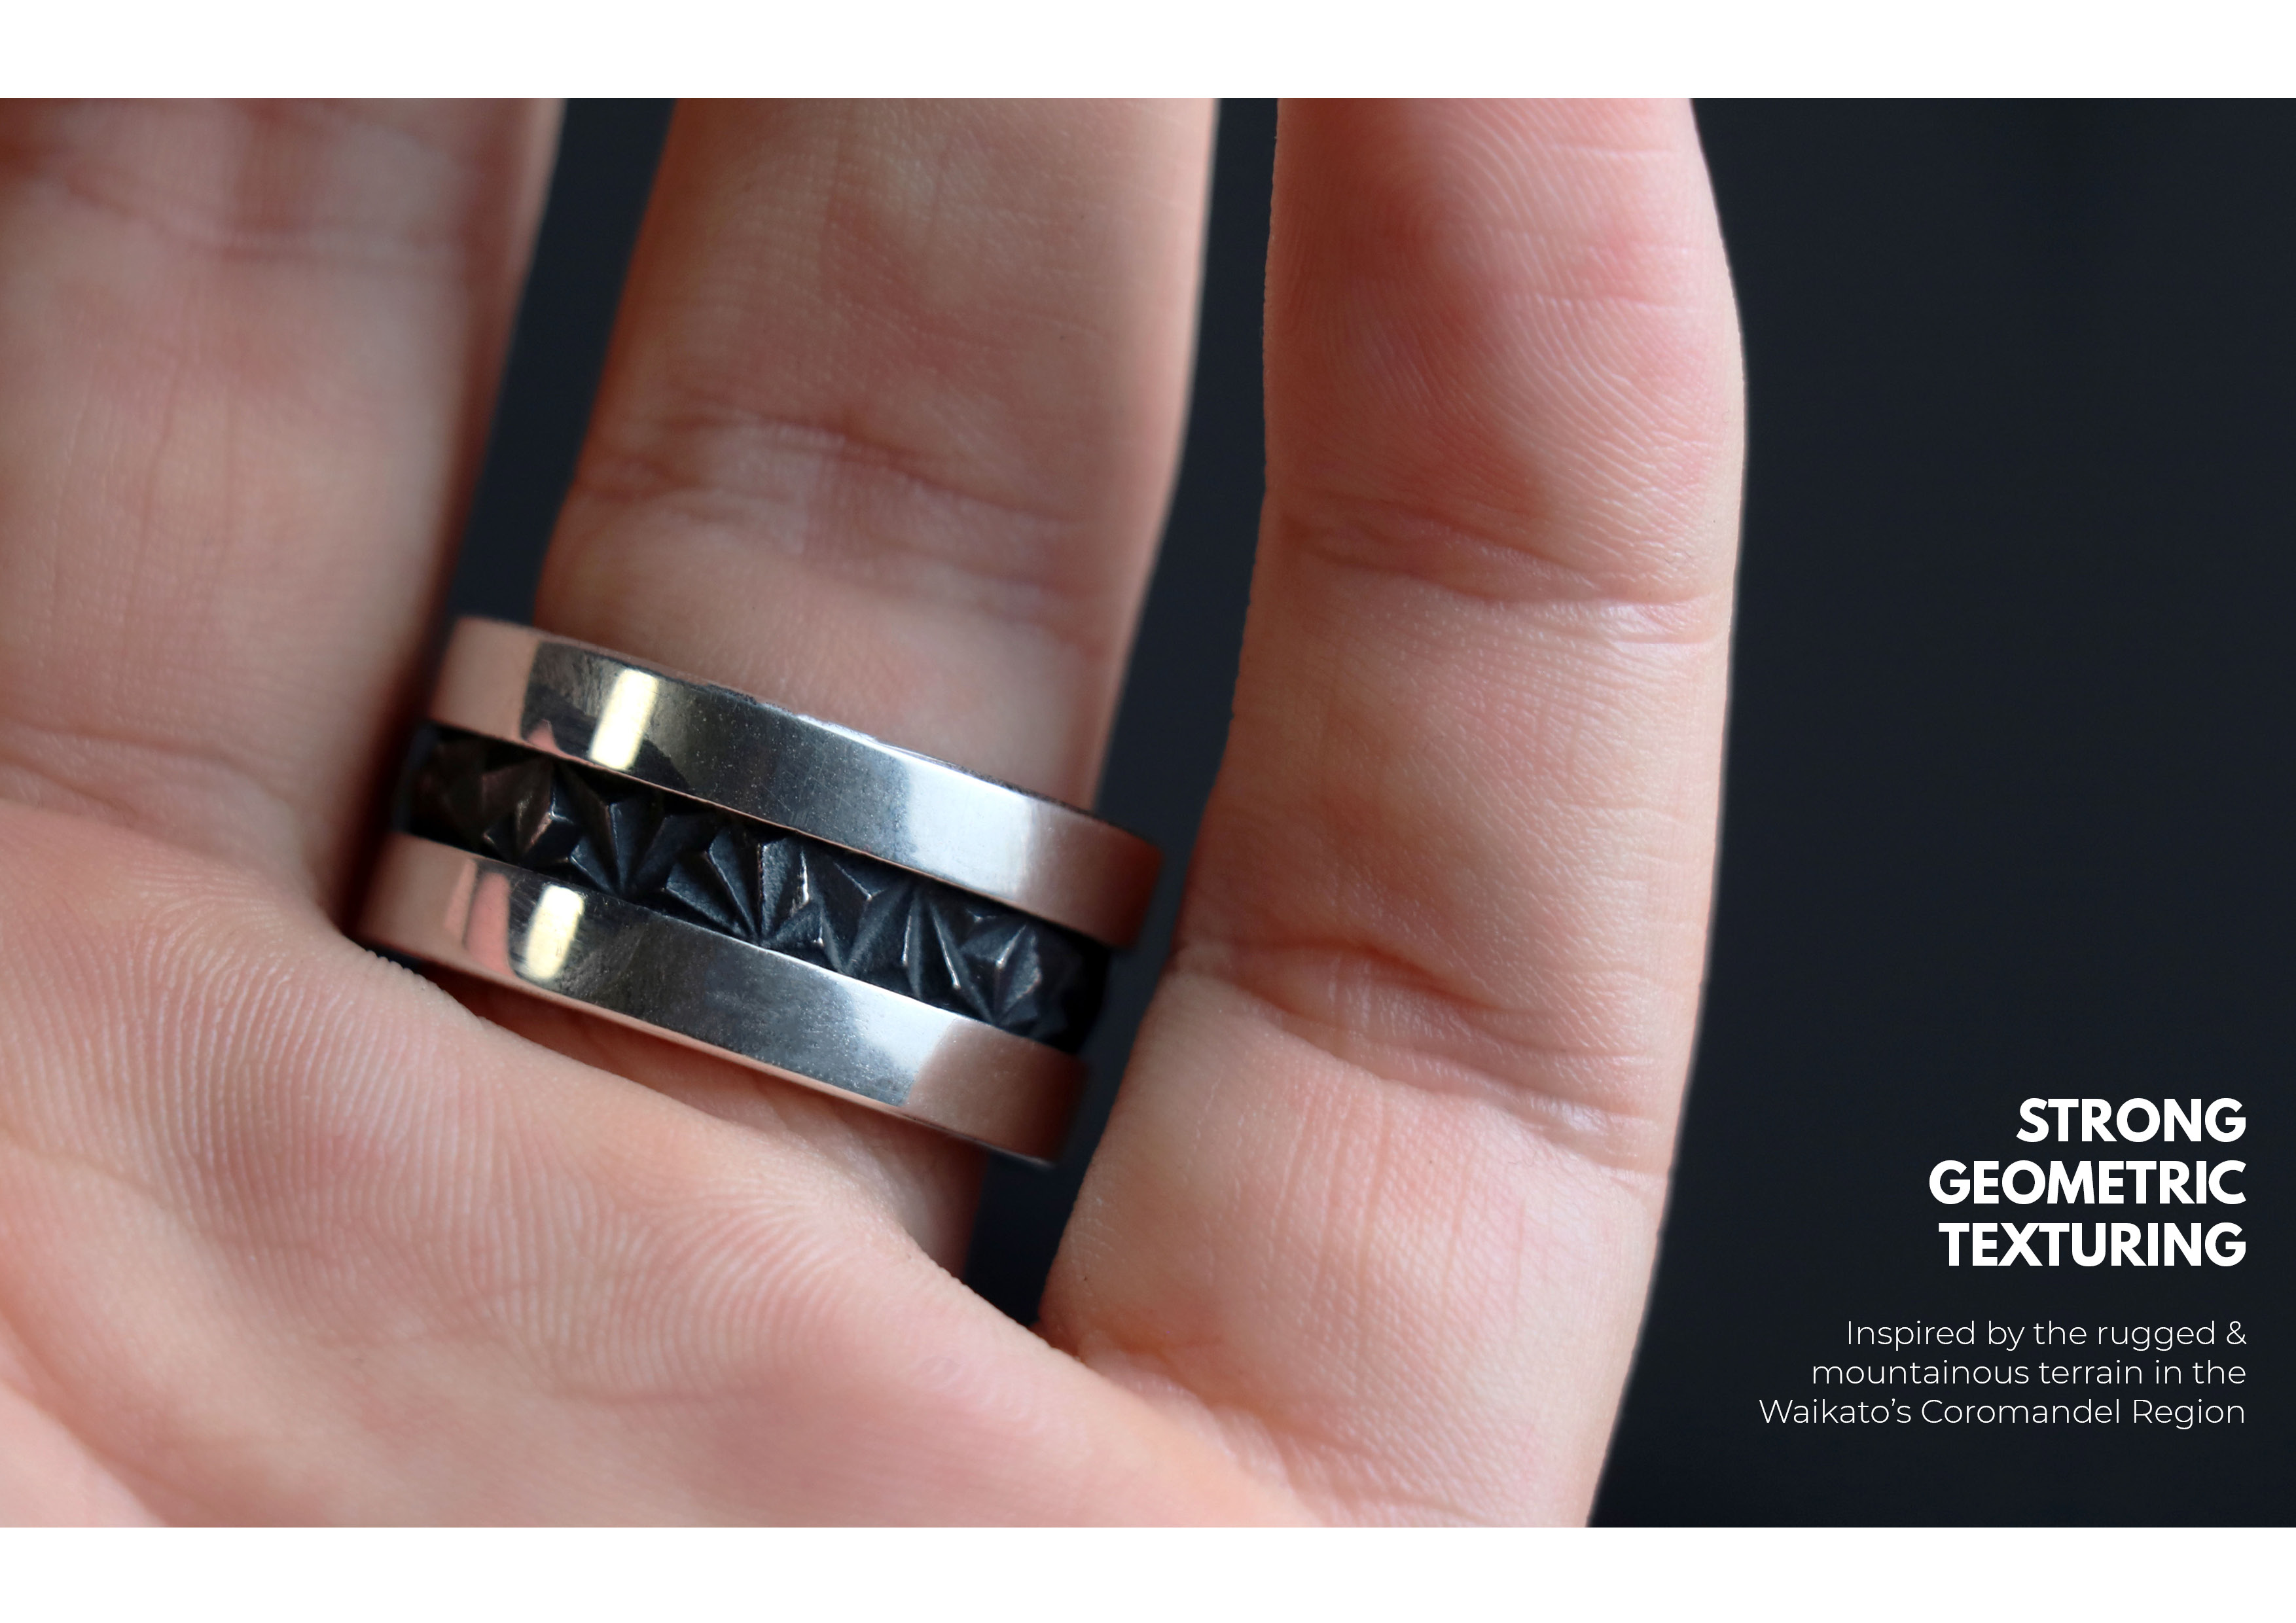 STRONG
GEOMETRIC
TEXTURING
Inspired by the rugged &
mountainous terrain in the
Waikato’s Coromandel Region